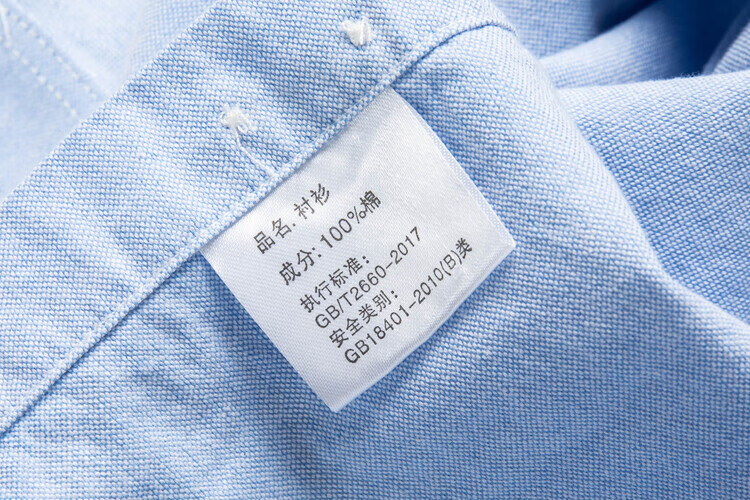 品名: 衬衫
成分: 100%棉
执行标准:
GB/T2660-2017
安全类别:
GB18401-2010(B)类